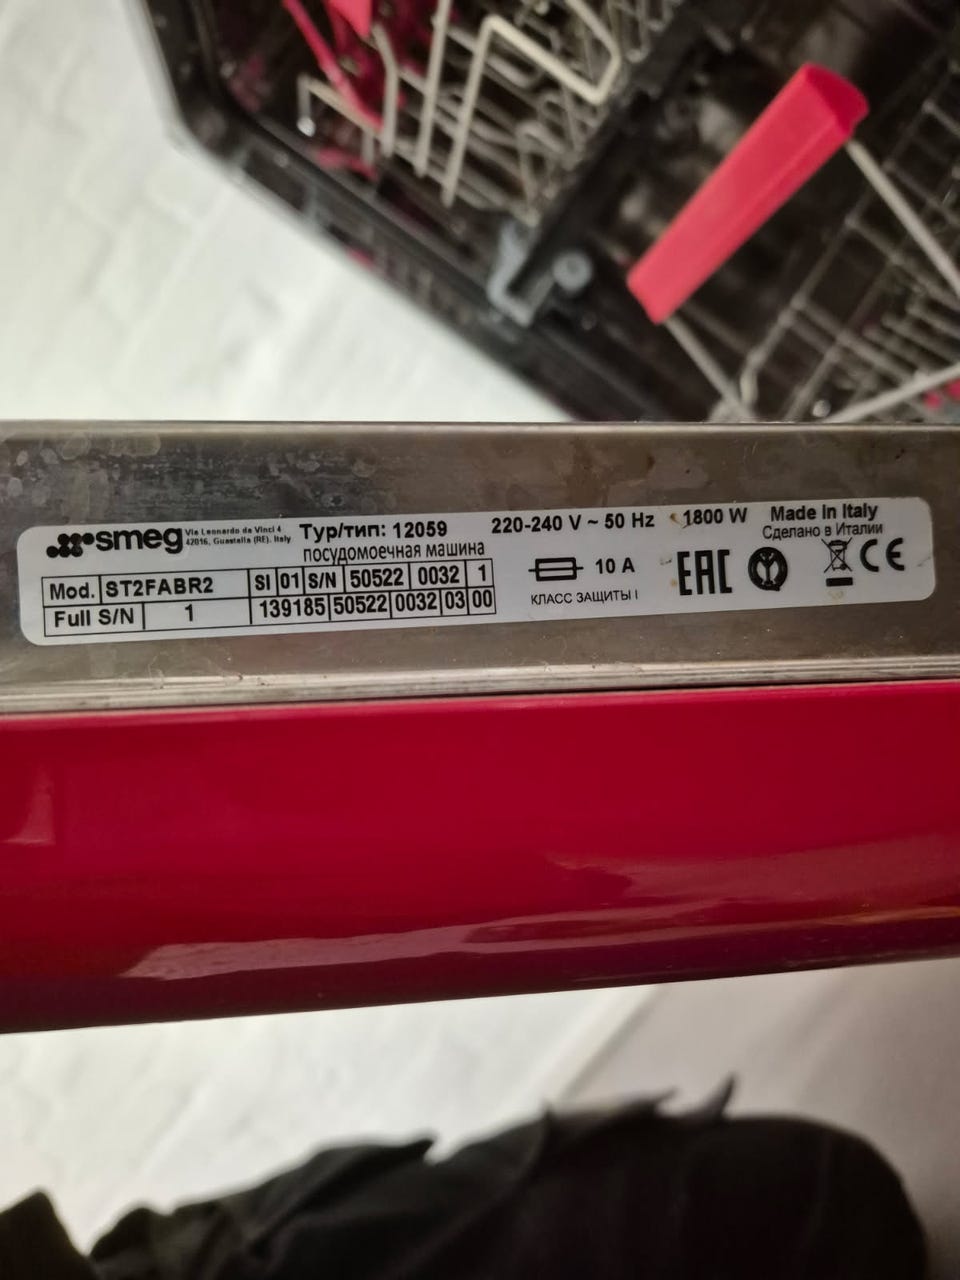 smeg Via Leonardo da Vinci 4
42016, Guastalla (RE). Italy
Typ/тип: 12059
посудомоечная машина
220-240 V ~ 50 Hz 1800 W
Made in Italy
Сделано в Италии
Mod. ST2FABR2 SI 01 S/N 50522 0032 1
Full S/N 1 139185 50522 0032 03 00
10 A
КЛАСС ЗАЩИТЫ I
EAC
CE